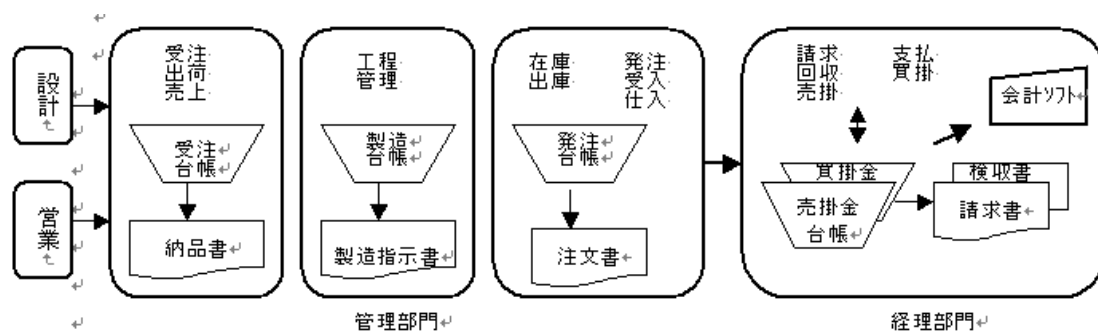 設計
営業
受注
出荷
売上
受注
台帳
納品書
工程
管理
製造
台帳
製造指示書
在庫
出庫
発注
受入
仕入
発注
台帳
注文書
管理部門
請求
回収
売掛
支払
買掛
会計ソフト
買掛金
売掛金
台帳
検収書
請求書
経理部門